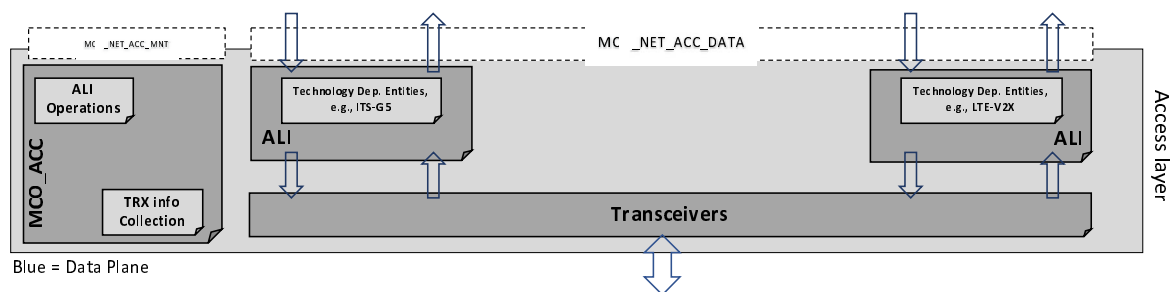 MC _NET_ACC_MNT
MC _NET_ACC_DATA
ALI
Operations
MCO_ACC
TRX info
Collection
Technology Dep. Entities,
e.g., ITS-G5
ALI
Technology Dep. Entities,
e.g., LTE-V2X
ALI
Transceivers
Access layer
Blue = Data Plane